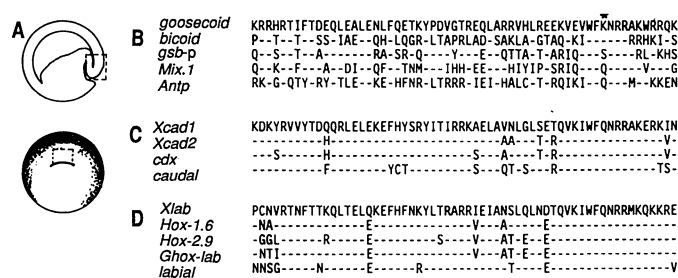 A
B
goosecoid KRRHRTIFTDEQLEALENLFQETKYPDVGTREQLARRVHLREEKVEVWFKNRRAKWRRQK
bicoid P--T--T--SS-IAE--QH-LQGR-LTAPRLAD-SAKLA-GTAQ-KI-----RRHKI-S
gsb-p Q--S--T--A-----RA-SR-Q----Y---E--QTTA-T-ARIQ-Q---S---RL-KHS
Mix.1 Q--K--F--A--DI--QF--TNM---IHH-EE---HIYIP-SRIQ--Q------V---G
Antp RK-G-QTY-RY-TLE--KE-HFNR-LTRRR-IEI-HALC-T-RQIKI--Q---M--KKEN
C
Xcad1 KDKYRVVYTDQQRLELEKEFHYSRYITIRRKAELAVNLGLSETQVKIWFQNRRAKERKIN
Xcad2 ----------H------------------------AA--T-R----------------V-
cdx ---S----------------------------S--A---T-R----------------V-
caudal ----------F--------YCT----------S--QT-S--R---------------TS-
D
Xlab PCNVRTNFTTKQLTELQKEFHFNKYLTRARRIEIANSLQLNDTQVKIWFQNRRMKQKKRE
Hox-1.6 -NA-------------E-------------V---A----E-------------------
Hox-2.9 -GGL------R-----E---------S---V---AT-E--E------------------
Ghox-lab -NTI------------E-------------V---AT-E--E------------------
labial NNSG-----N------------R-----------T---E-------------------V